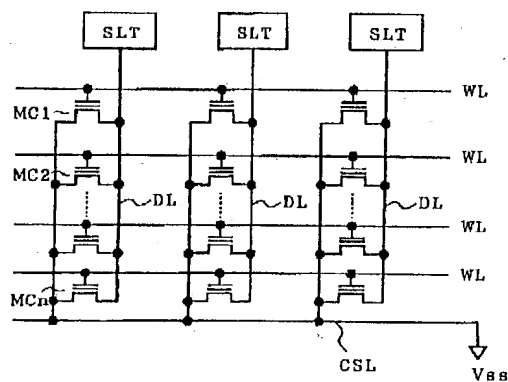 SLT SLT SLT
WL
MC1
WL
MC2
DL DL DL
WL
WL
MCn
CSL
Vss